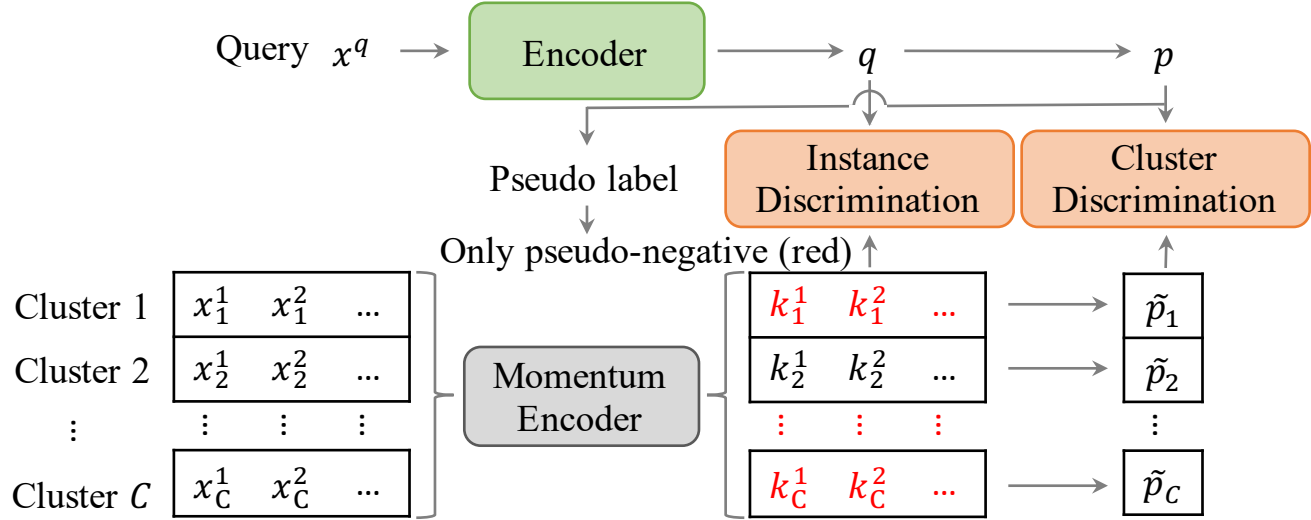 Query x^q Encoder q p
Instance Discrimination
Cluster Discrimination
Pseudo label
Only pseudo-negative (red)
Cluster 1 x_1^1 x_1^2 ... k_1^1 k_1^2 ... p̃_1
Cluster 2 x_2^1 x_2^2 ... k_2^1 k_2^2 ... p̃_2
Momentum Encoder
⋮ ⋮ ⋮ ⋮ ⋮ ⋮ ⋮ ⋮
Cluster C x_C^1 x_C^2 ... k_C^1 k_C^2 ... p̃_C